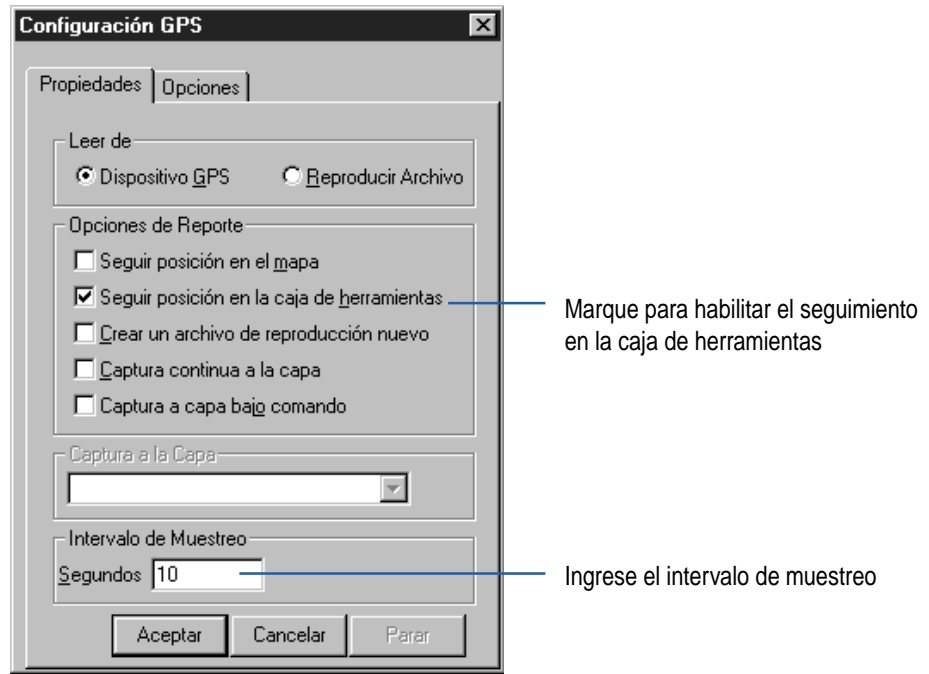 Configuración GPS
Propiedades
Opciones
Leer de
Dispositivo GPS
Reproducir Archivo
Opciones de Reporte
Seguir posición en el mapa
Seguir posición en la caja de herramientas
Crear un archivo de reproducción nuevo
Captura continua a la capa
Captura a capa bajo comando
Captura a la Capa
Intervalo de Muestreo
Segundos 10
Aceptar
Cancelar
Parar
Marque para habilitar el seguimiento
en la caja de herramientas
Ingrese el intervalo de muestreo